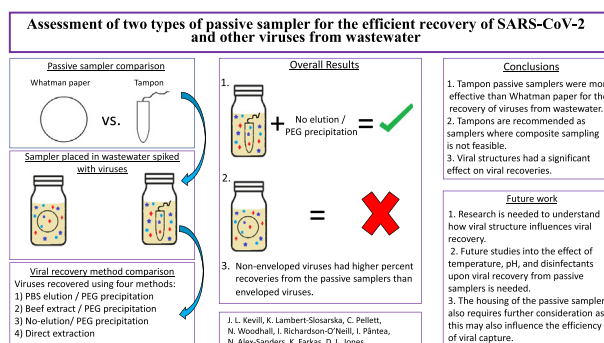 Assessment of two types of passive sampler for the efficient recovery of SARS-CoV-2
and other viruses from wastewater
Passive sampler comparison
Whatman paper
Tampon
vs.
Sampler placed in wastewater spiked
with viruses
Viral recovery method comparison
Viruses recovered using four methods:
1) PBS elution / PEG precipitation
2) Beef extract / PEG precipitation
3) No-elution/ PEG precipitation
4) Direct extraction
Overall Results
1.
+
No elution /
PEG precipitation
=
2.
=
3. Non-enveloped viruses had higher percent
recoveries from the passive samplers than
enveloped viruses.
J. L. Kevill, K. Lambert-Slosarska, C. Pellett,
N. Woodhall, I. Richardson-O'Neill, I. Pântea,
N. Alex-Sanders, K. Farkas, D. L. Jones
Conclusions
1. Tampon passive samplers were mor
effective than Whatman paper for the
recovery of viruses from wastewater.
2. Tampons are recommended as
samplers where composite sampling
is not feasible.
3. Viral structures had a significant
effect on viral recoveries.
Future work
1. Research is needed to understand
how viral structure influences viral
recovery.
2. Future studies into the effect of
temperature, pH, and disinfectants
upon viral recovery from passive
samplers is needed.
3. The housing of the passive sampler
also requires further consideration as
this may also influence the efficiency
of viral capture.